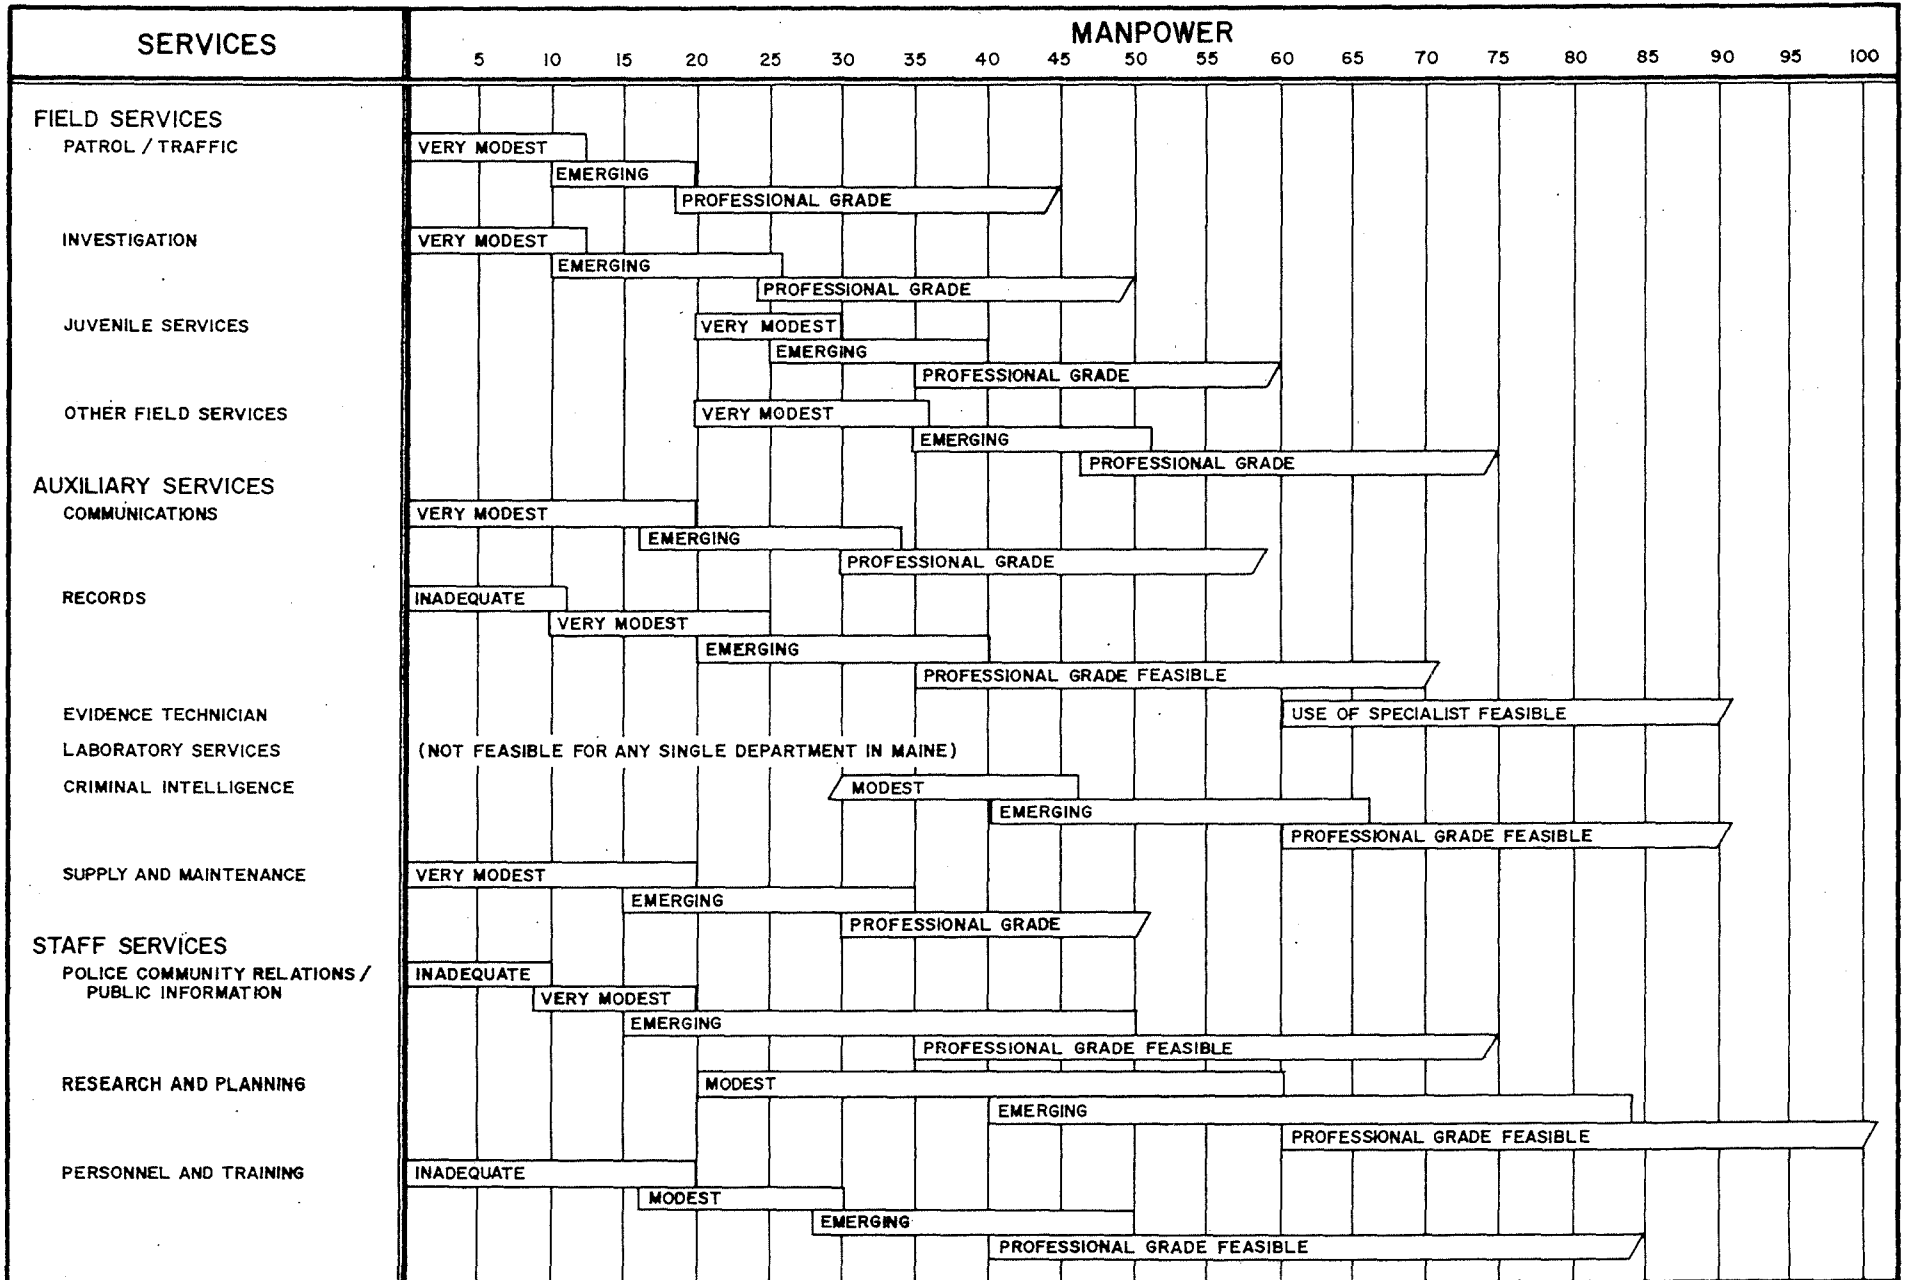 SERVICES
MANPOWER
5 10 15 20 25 30 35 40 45 50 55 60 65 70 75 80 85 90 95 100
FIELD SERVICES
PATROL / TRAFFIC
VERY MODEST
EMERGING
PROFESSIONAL GRADE
INVESTIGATION
VERY MODEST
EMERGING
PROFESSIONAL GRADE
JUVENILE SERVICES
VERY MODEST
EMERGING
PROFESSIONAL GRADE
OTHER FIELD SERVICES
VERY MODEST
EMERGING
PROFESSIONAL GRADE
AUXILIARY SERVICES
COMMUNICATIONS
VERY MODEST
EMERGING
PROFESSIONAL GRADE
RECORDS
INADEQUATE
VERY MODEST
EMERGING
PROFESSIONAL GRADE FEASIBLE
EVIDENCE TECHNICIAN
USE OF SPECIALIST FEASIBLE
LABORATORY SERVICES
(NOT FEASIBLE FOR ANY SINGLE DEPARTMENT IN MAINE)
CRIMINAL INTELLIGENCE
MODEST
EMERGING
PROFESSIONAL GRADE FEASIBLE
SUPPLY AND MAINTENANCE
VERY MODEST
EMERGING
PROFESSIONAL GRADE
STAFF SERVICES
POLICE COMMUNITY RELATIONS /
PUBLIC INFORMATION
INADEQUATE
VERY MODEST
EMERGING
PROFESSIONAL GRADE FEASIBLE
RESEARCH AND PLANNING
MODEST
EMERGING
PROFESSIONAL GRADE FEASIBLE
PERSONNEL AND TRAINING
INADEQUATE
MODEST
EMERGING
PROFESSIONAL GRADE FEASIBLE